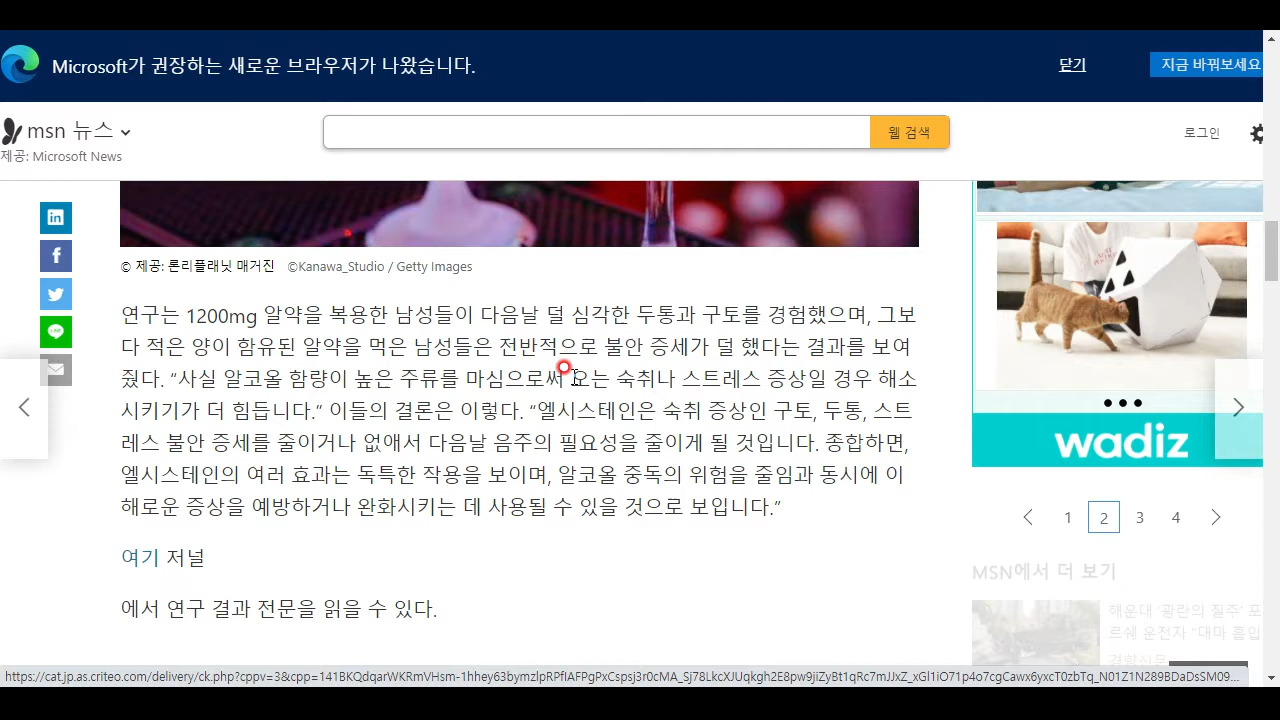 Microsoft가 권장하는 새로운 브라우저가 나왔습니다.
닫기
지금 바꿔보세요
msn 뉴스
제공: Microsoft News
웹 검색
로그인
© 제공: 론리플래닛 매거진 ©Kanawa_Studio / Getty Images
연구는 1200mg 알약을 복용한 남성들이 다음날 덜 심각한 두통과 구토를 경험했으며, 그보
다 적은 양이 함유된 알약을 먹은 남성들은 전반적으로 불안 증세가 덜 했다는 결과를 보여
줬다. “사실 알코올 함량이 높은 주류를 마심으로써 오는 숙취나 스트레스 증상일 경우 해소
시키기가 더 힘듭니다.” 이들의 결론은 이렇다. “엘시스테인은 숙취 증상인 구토, 두통, 스트
레스 불안 증세를 줄이거나 없애서 다음날 음주의 필요성을 줄이게 될 것입니다. 종합하면,
엘시스테인의 여러 효과는 독특한 작용을 보이며, 알코올 중독의 위험을 줄임과 동시에 이
해로운 증상을 예방하거나 완화시키는 데 사용될 수 있을 것으로 보입니다.”
여기 저널
에서 연구 결과 전문을 읽을 수 있다.
wadiz
1 2 3 4
MSN에서 더 보기
해운대 '광란의 질주' 포
르쉐 운전자 "대마 흡입
경향신문